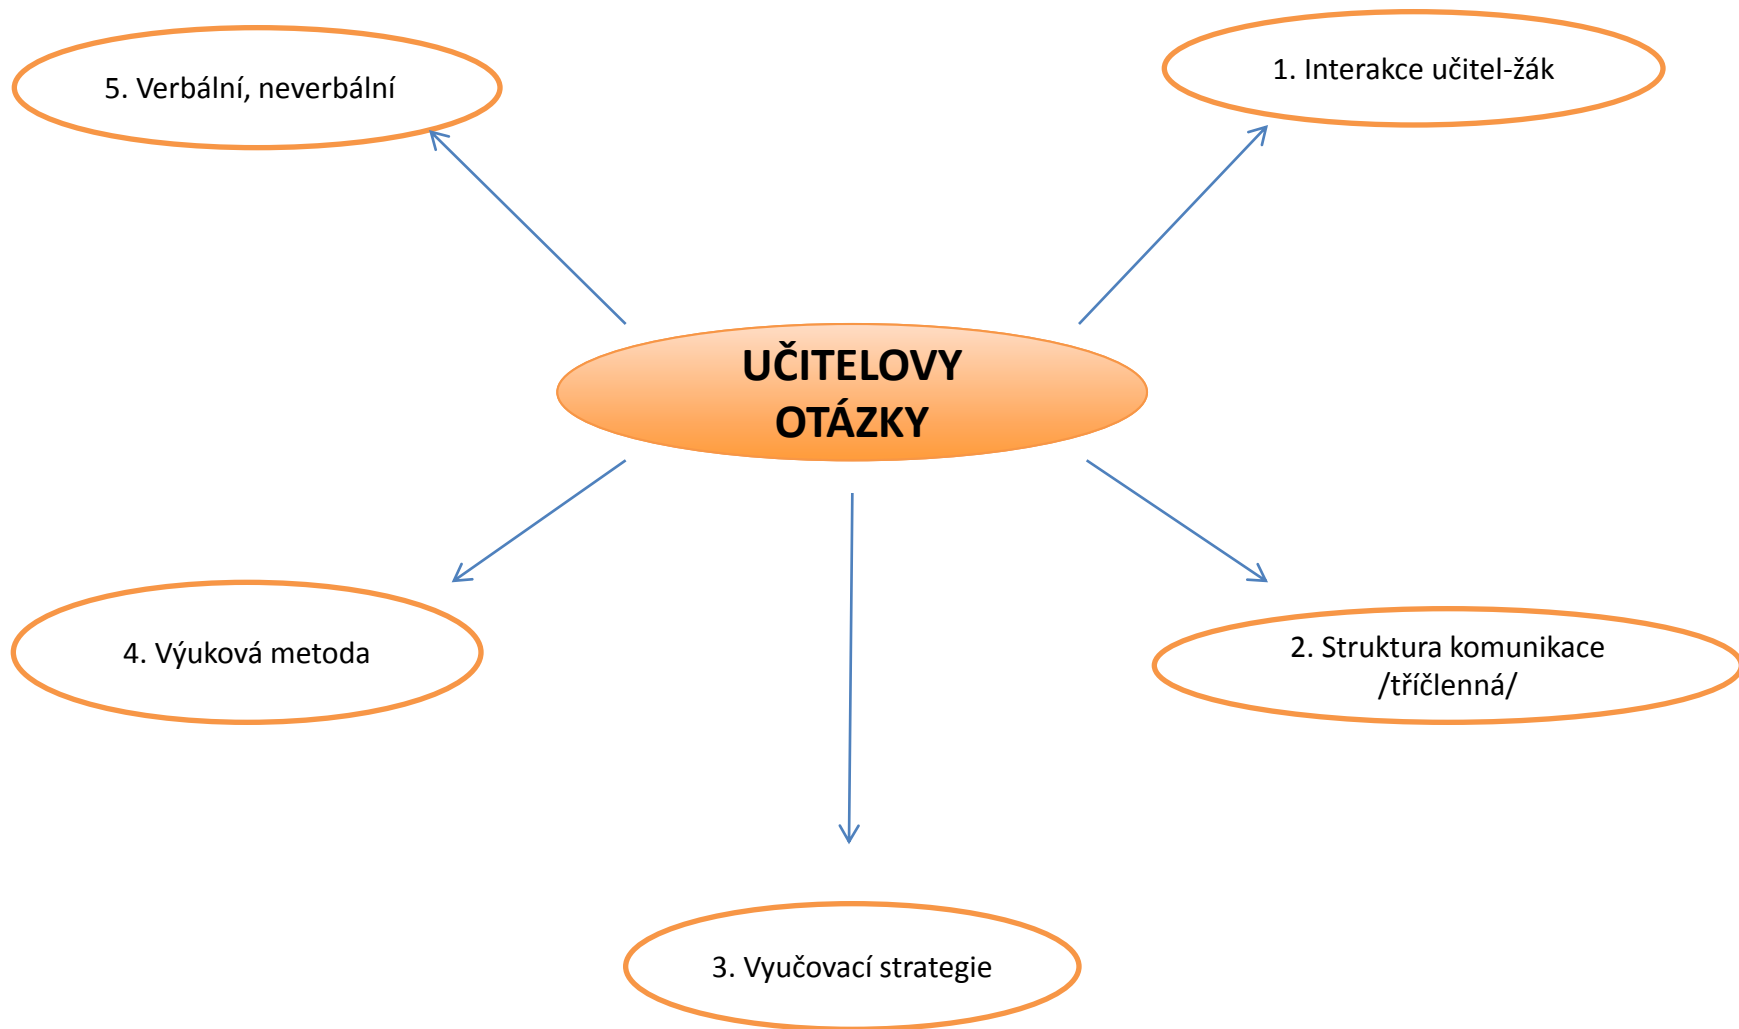 5. Verbální, neverbální
1. Interakce učitel-žák
UČITELOVY
OTÁZKY
4. Výuková metoda
2. Struktura komunikace
/tříčlenná/
3. Vyučovací strategie